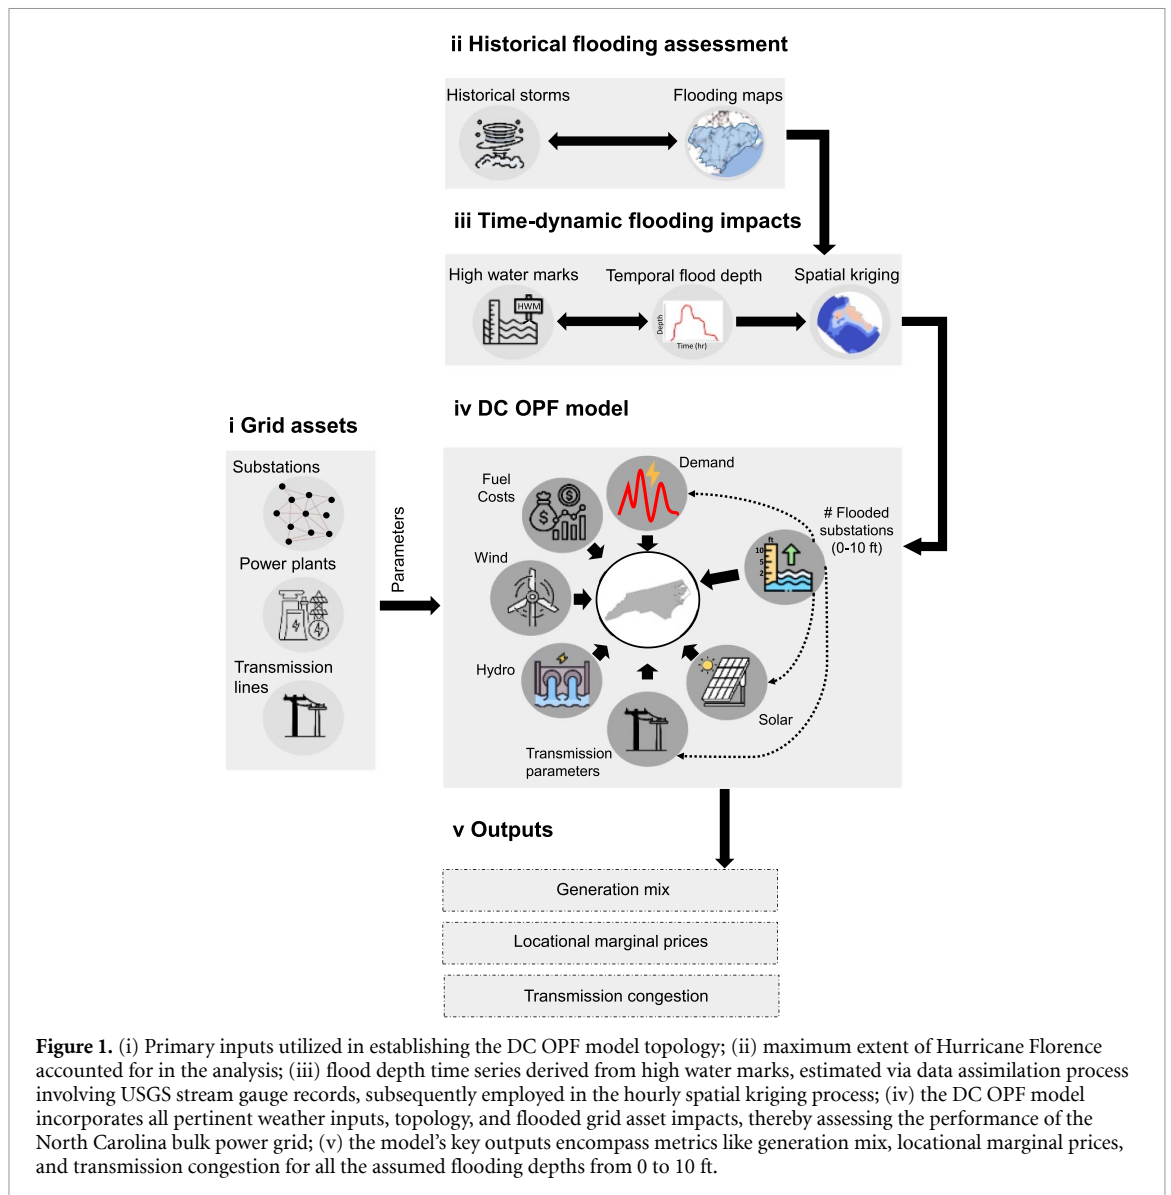 ii Historical flooding assessment
Historical storms
Flooding maps
iii Time-dynamic flooding impacts
High water marks
Temporal flood depth
Spatial kriging
HWM
Depth
Time (hr)
i Grid assets
Substations
Power plants
Transmission
lines
Parameters
iv DC OPF model
Fuel
Costs
Demand
# Flooded
substations
(0-10 ft)
ft
10
5
2
Wind
Hydro
Solar
Transmission
parameters
v Outputs
Generation mix
Locational marginal prices
Transmission congestion
Figure 1. (i) Primary inputs utilized in establishing the DC OPF model topology; (ii) maximum extent of Hurricane Florence
accounted for in the analysis; (iii) flood depth time series derived from high water marks, estimated via data assimilation process
involving USGS stream gauge records, subsequently employed in the hourly spatial kriging process; (iv) the DC OPF model
incorporates all pertinent weather inputs, topology, and flooded grid asset impacts, thereby assessing the performance of the
North Carolina bulk power grid; (v) the model's key outputs encompass metrics like generation mix, locational marginal prices,
and transmission congestion for all the assumed flooding depths from 0 to 10 ft.